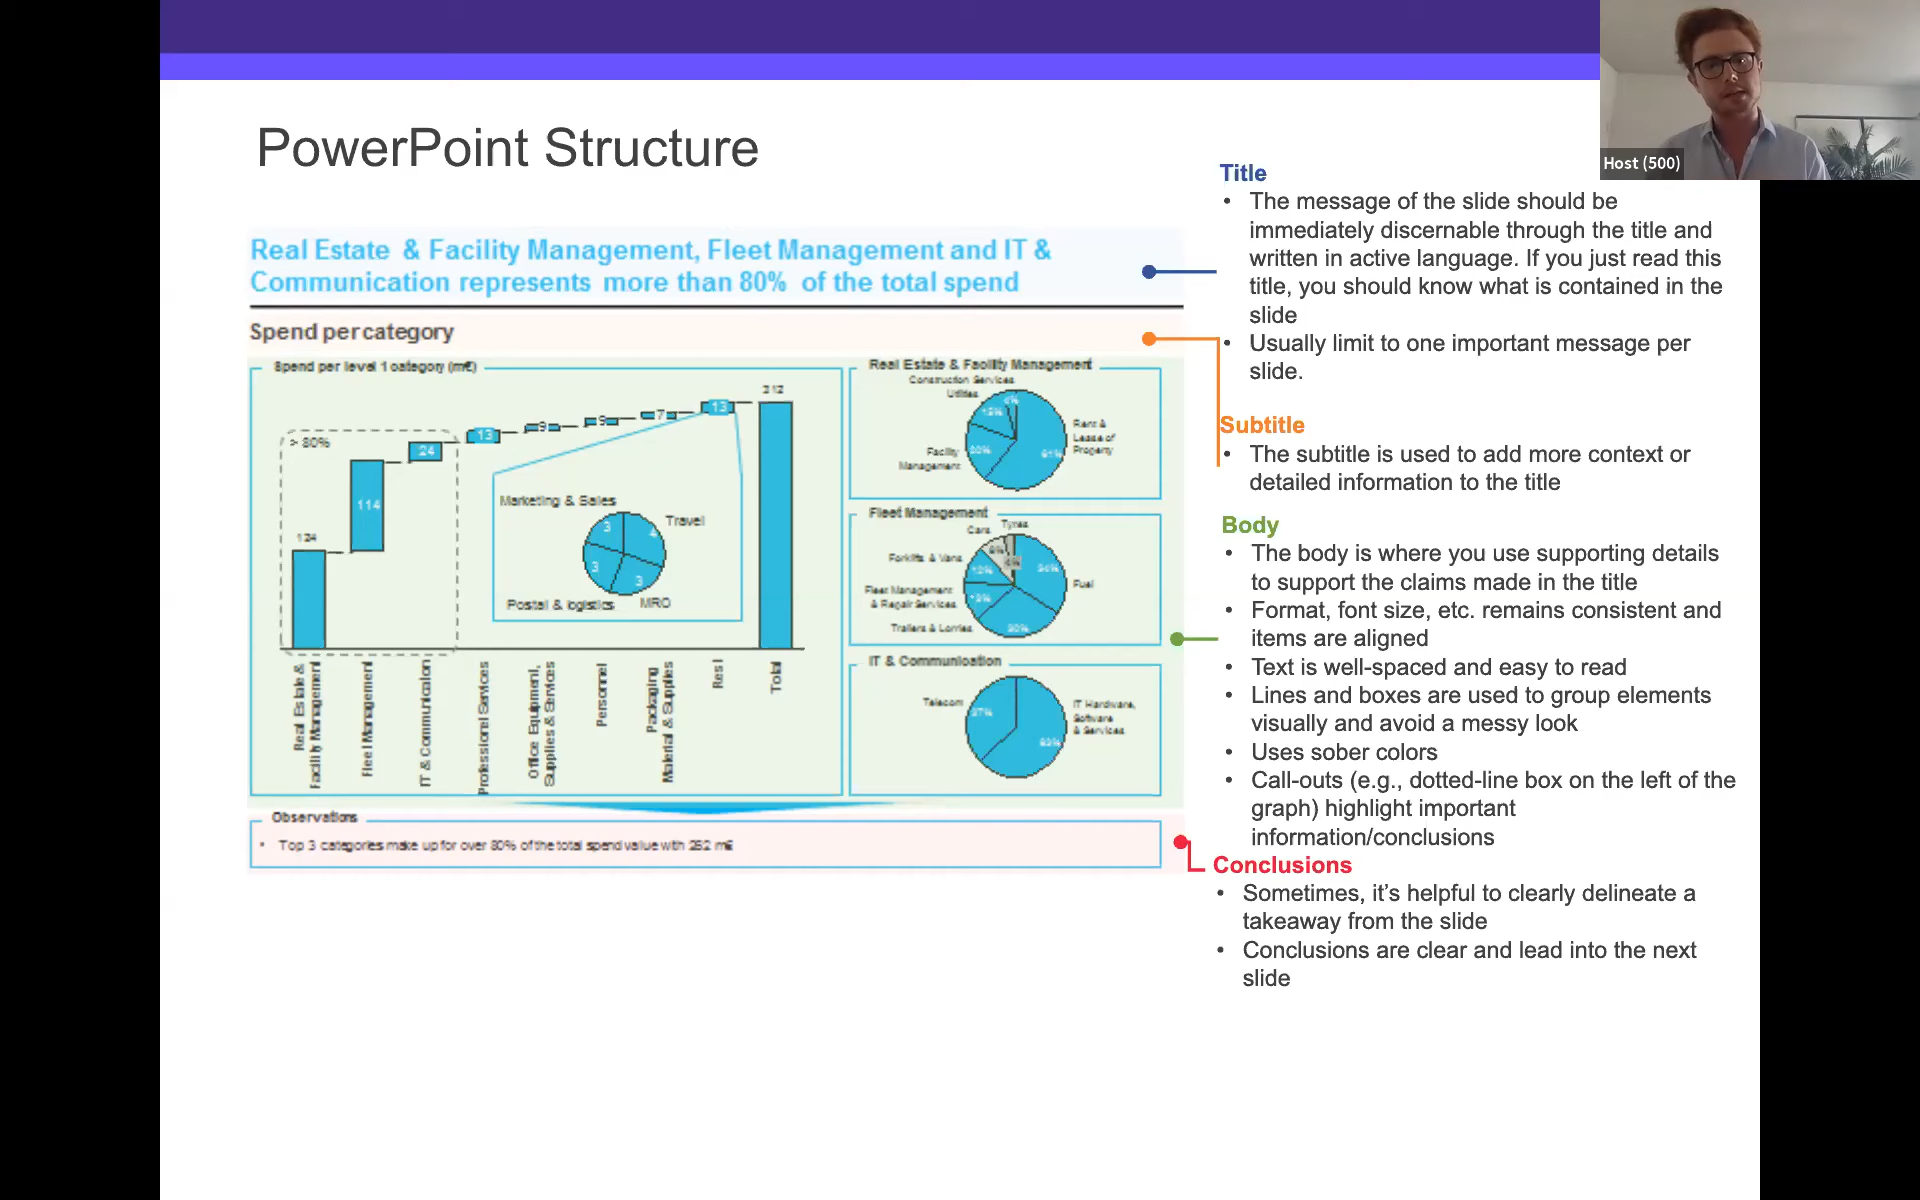 Host (500)
PowerPoint Structure
Real Estate & Facility Management, Fleet Management and IT &
Communication represents more than 80% of the total spend
Spend per category
Spend per level 1 category (m€)
> 80%
124
114
24
13
9
9
7
13
312
Marketing & Sales
Travel
Postal & logistics
MRO
3
4
3
3
Real Estate &
Facility Management
Fleet Management
IT & Communication
Professional Services
Office Equipment,
Supplies & Services
Personnel
Packaging
Material & Supplies
Rest
Total
Real Estate & Facility Management
Construction Services
Utilities
Facility
Management
Rent &
Lease of
Property
61%
Fleet Management
Cars
Tyres
Forklifts & Vans
Fleet Management
& Repair Services
Trailers & Lorries
Fuel
IT & Communication
Telecom
37%
IT Hardware,
Software
& Services
63%
Observations
• Top 3 categories make up for over 80% of the total spend value with 262 m€
Title
• The message of the slide should be
immediately discernable through the title and
written in active language. If you just read this
title, you should know what is contained in the
slide
• Usually limit to one important message per
slide.
Subtitle
• The subtitle is used to add more context or
detailed information to the title
Body
• The body is where you use supporting details
to support the claims made in the title
• Format, font size, etc. remains consistent and
items are aligned
• Text is well-spaced and easy to read
• Lines and boxes are used to group elements
visually and avoid a messy look
• Uses sober colors
• Call-outs (e.g., dotted-line box on the left of the
graph) highlight important
information/conclusions
Conclusions
• Sometimes, it's helpful to clearly delineate a
takeaway from the slide
• Conclusions are clear and lead into the next
slide